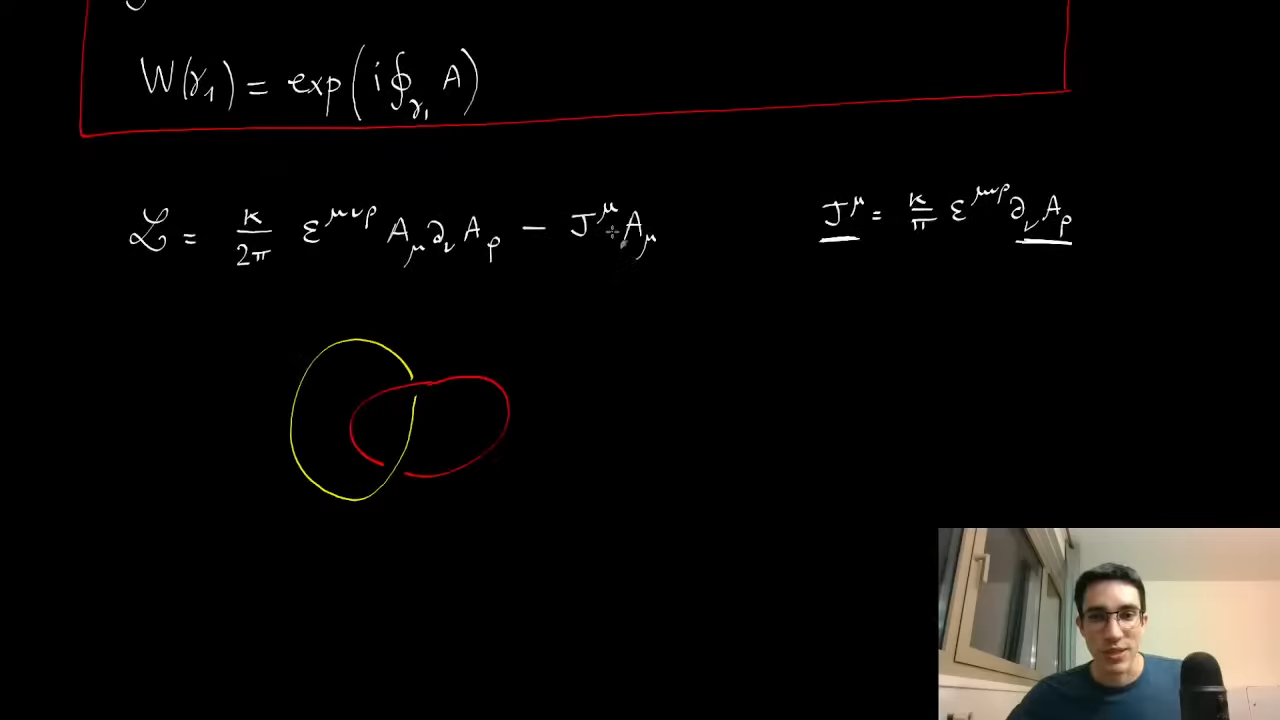 W(γ₁) = exp(i∮_γ₁ A)
ℒ = κ/2π ε^μνρ A_μ ∂_ν A_ρ − J^μ A_μ
J^μ = κ/π ε^μνρ ∂_ν A_ρ